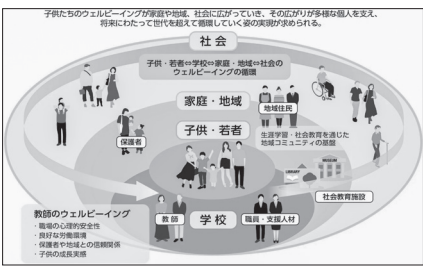 子供たちのウェルビーイングが家庭や地域、社会に広がっていき、その広がりが多様な個人を支え、
将来にわたって世代を超えて循環していく姿の実現が求められる。
社会
子供・若者⇔学校⇔家庭・地域⇔社会の
ウェルビーイングの循環
家庭・地域
地域住民
保護者
子供・若者
生涯学習・社会教育を通じた
地域コミュニティの基盤
MUSEUM
LIBRARY
社会教育施設
教師のウェルビーイング
・職場の心理的安全性
・良好な労働環境
・保護者や地域との信頼関係
・子供の成長実感
教師
学校
職員・支援人材